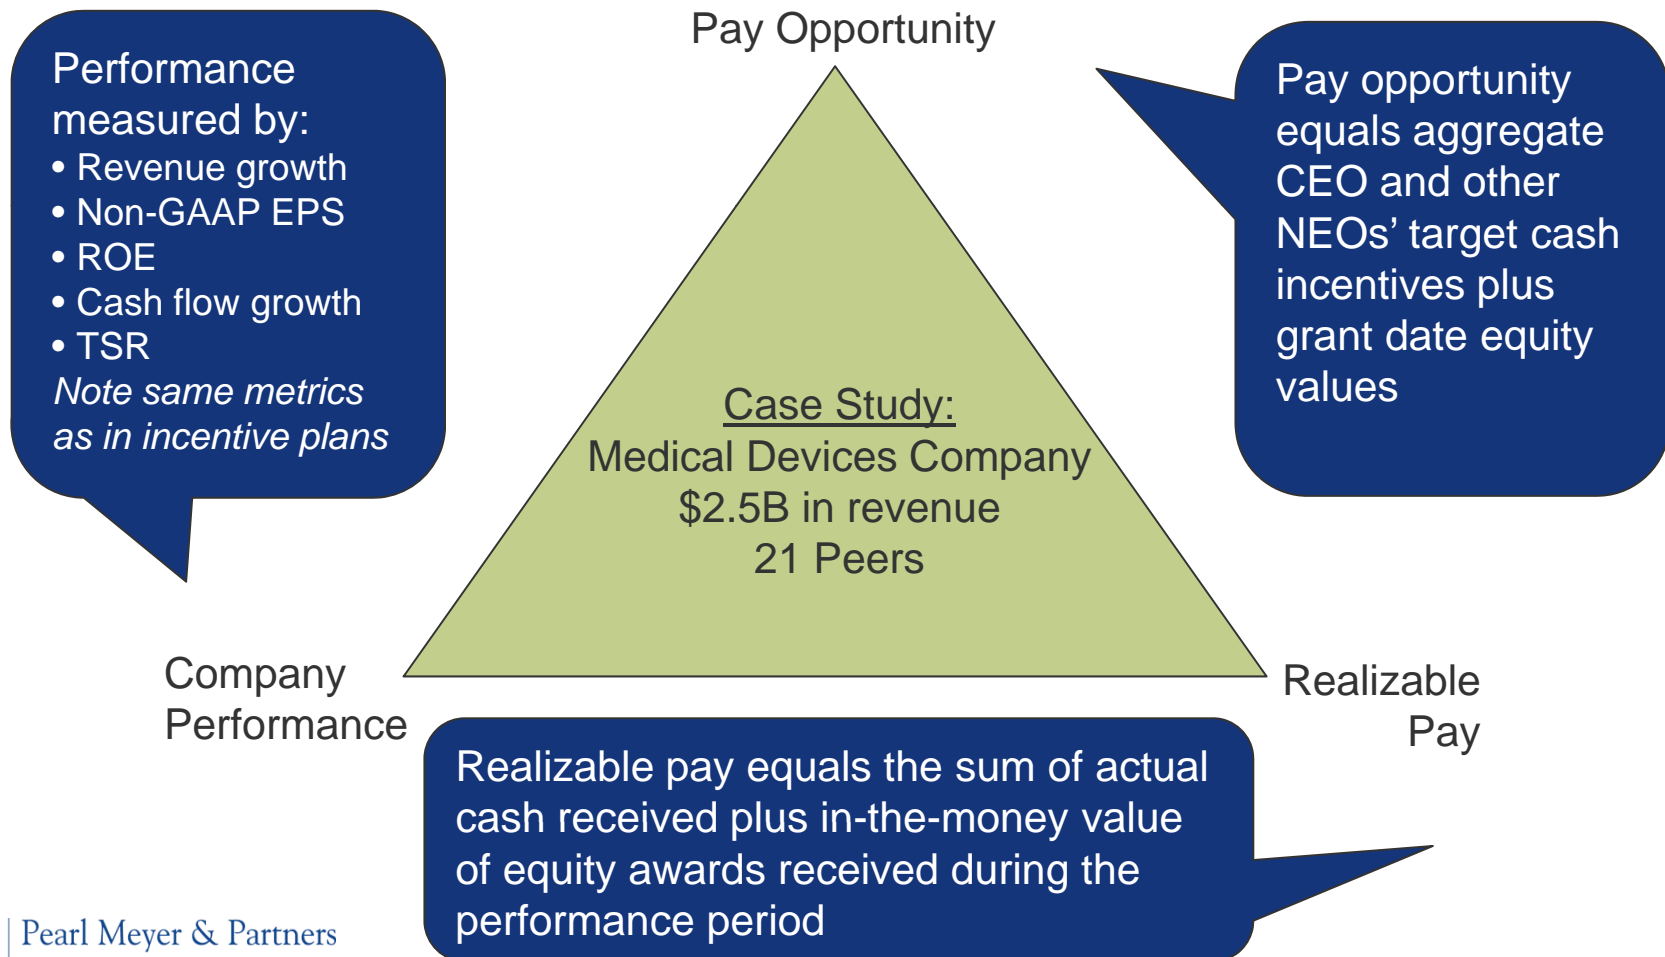 Pay Opportunity
Performance
measured by:
• Revenue growth
• Non-GAAP EPS
• ROE
• Cash flow growth
• TSR
Note same metrics
as in incentive plans
Pay opportunity
equals aggregate
CEO and other
NEOs’ target cash
incentives plus
grant date equity
values
Case Study:
Medical Devices Company
$2.5B in revenue
21 Peers
Company
Performance
Realizable
Pay
Realizable pay equals the sum of actual
cash received plus in-the-money value
of equity awards received during the
performance period
Pearl Meyer & Partners